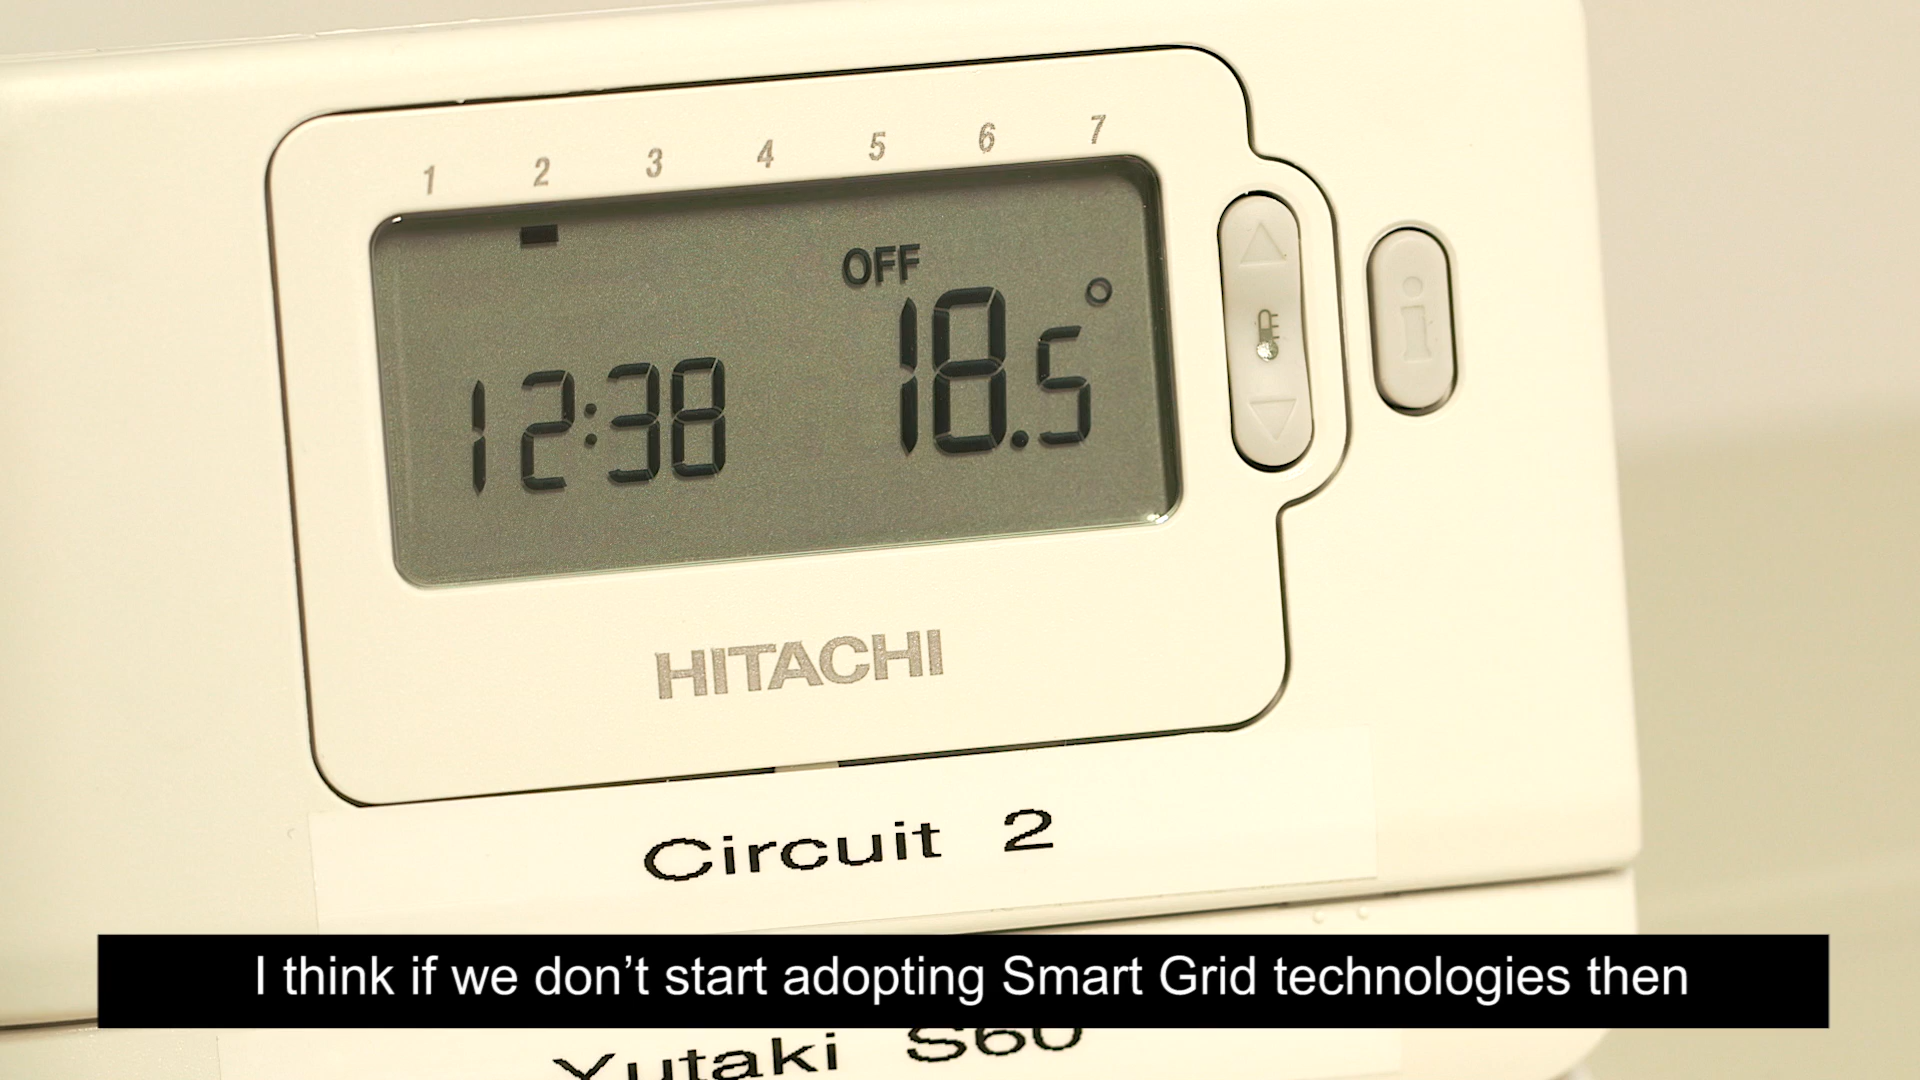 1 2 3 4 5 6 7
OFF
12:38 18.5°
HITACHI
Circuit 2
I think if we don’t start adopting Smart Grid technologies then
Yutaki S60